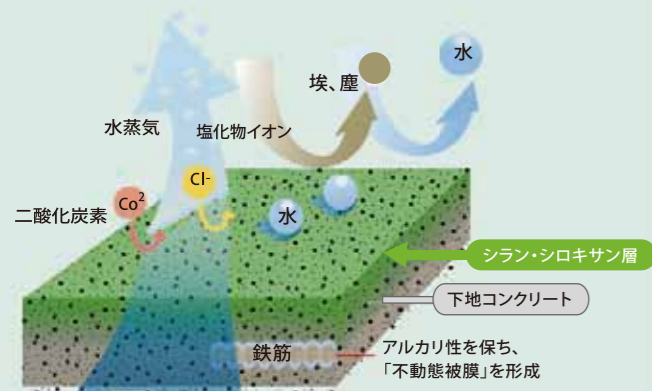 水
埃、塵
水蒸気
塩化物イオン
Cl-
Co²
二酸化炭素
水
シラン・シロキサン層
下地コンクリート
鉄筋
アルカリ性を保ち、
「不動態被膜」を形成